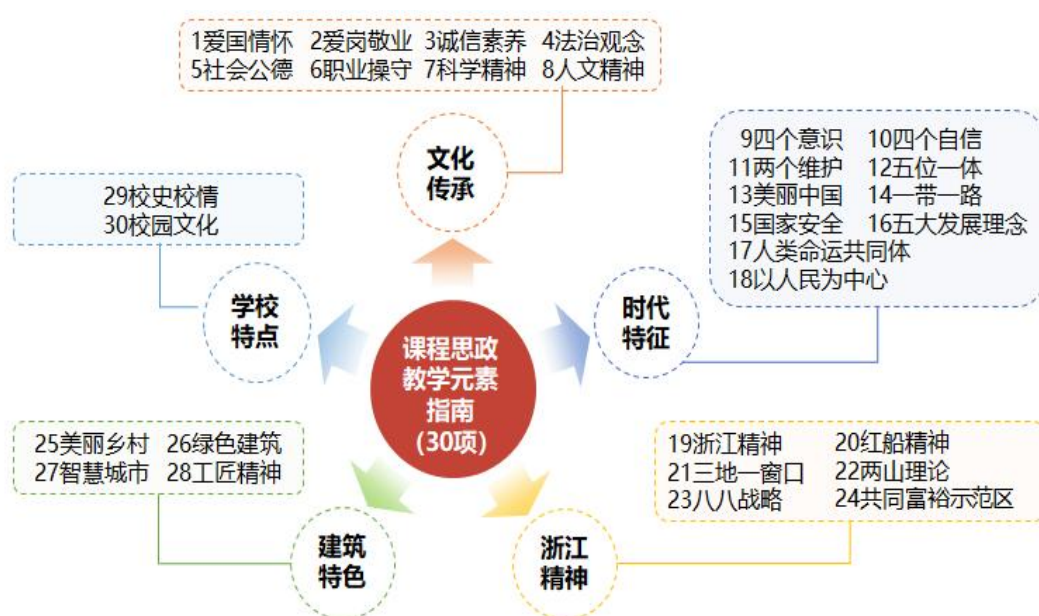 1爱国情怀 2爱岗敬业 3诚信素养 4法治观念
5社会公德 6职业操守 7科学精神 8人文精神
文化
传承
9四个意识 10四个自信
11两个维护 12五位一体
13美丽中国 14一带一路
15国家安全 16五大发展理念
17人类命运共同体
18以人民为中心
时代
特征
29校史校情
30校园文化
学校
特点
课程思政
教学元素
指南
(30项)
25美丽乡村 26绿色建筑
27智慧城市 28工匠精神
建筑
特色
19浙江精神 20红船精神
21三地一窗口 22两山理论
23八八战略 24共同富裕示范区
浙江
精神